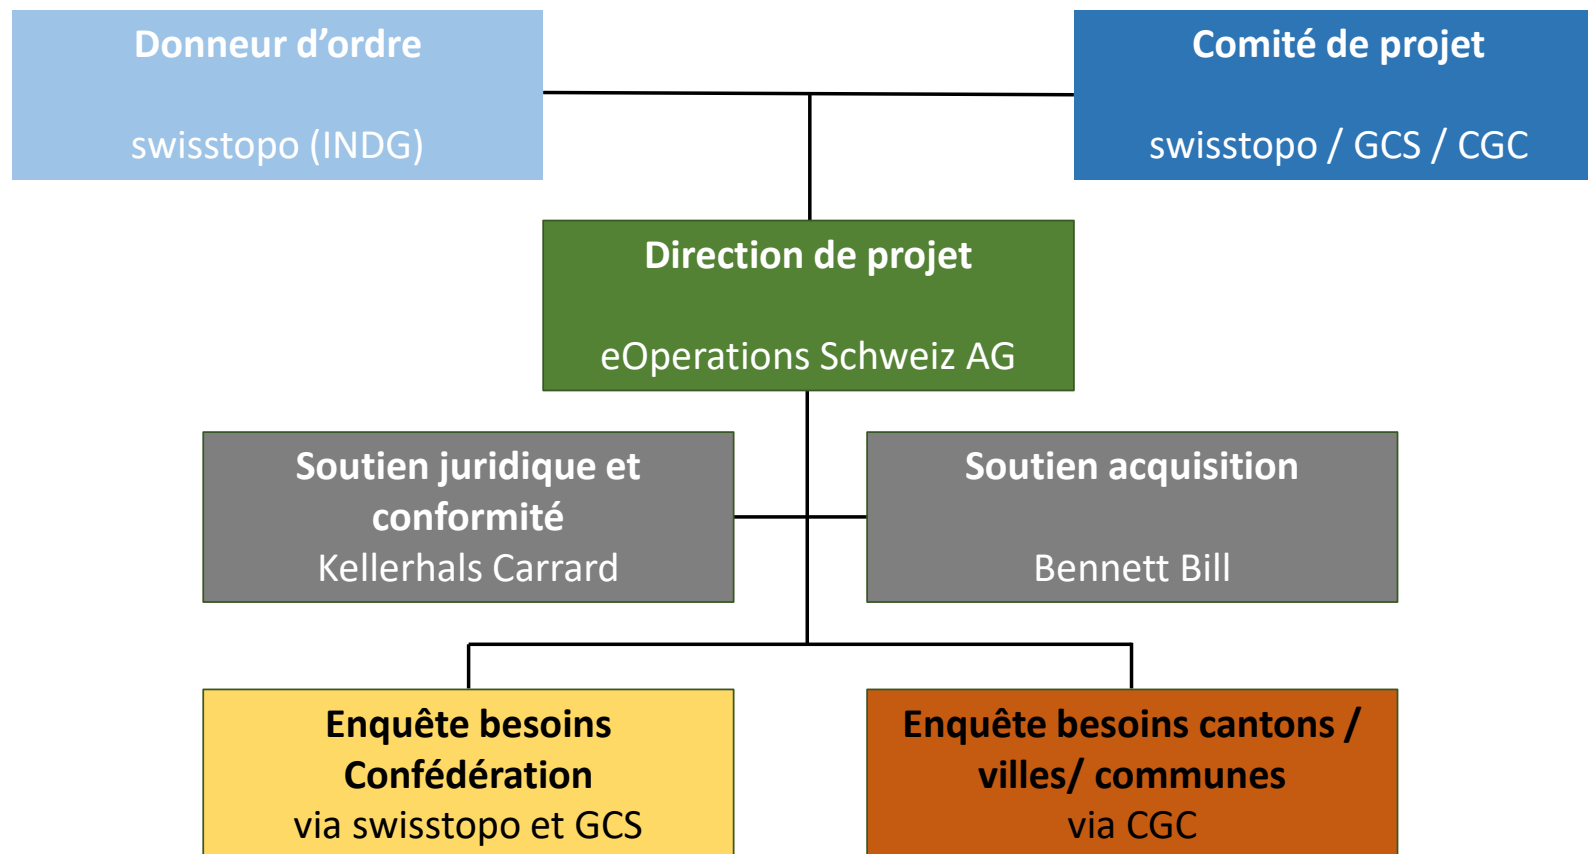 Donneur d’ordre
swisstopo (INDG)
Comité de projet
swisstopo / GCS / CGC
Direction de projet
eOperations Schweiz AG
Soutien juridique et
conformité
Kellerhals Carrard
Soutien acquisition
Bennett Bill
Enquête besoins
Confédération
via swisstopo et GCS
Enquête besoins cantons /
villes/ communes
via CGC